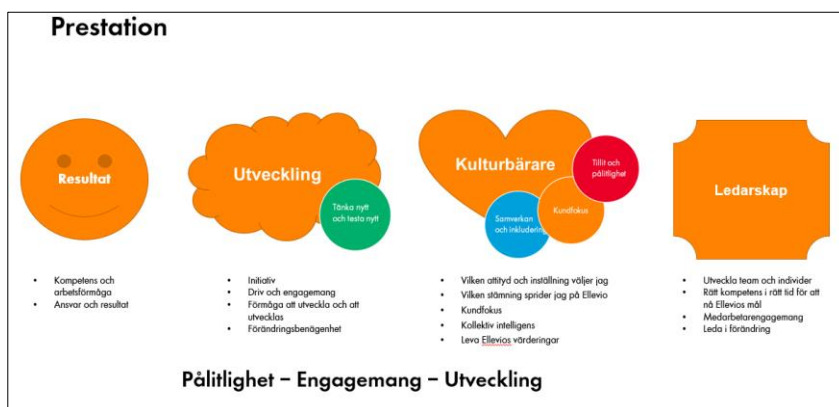 Prestation
Resultat
Utveckling
Tänka nytt
och testa nytt
Kulturbärare
Tillit och
pålitlighet
Kundfokus
Samverkan
och inkludering
Ledarskap
• Kompetens och
arbetsförmåga
• Ansvar och resultat
• Initiativ
• Driv och engagemang
• Förmåga att utveckla och att
utvecklas
• Förändringsbenägenhet
• Vilken attityd och inställning väljer jag
• Vilken stämning sprider jag på Ellevio
• Kundfokus
• Kollektiv intelligens
• Leva Ellevios värderingar
• Utveckla team och individer
• Rätt kompetens i rätt tid för att
nå Ellevios mål
• Medarbetarengagemang
• Leda i förändring
Pålitlighet – Engagemang – Utveckling